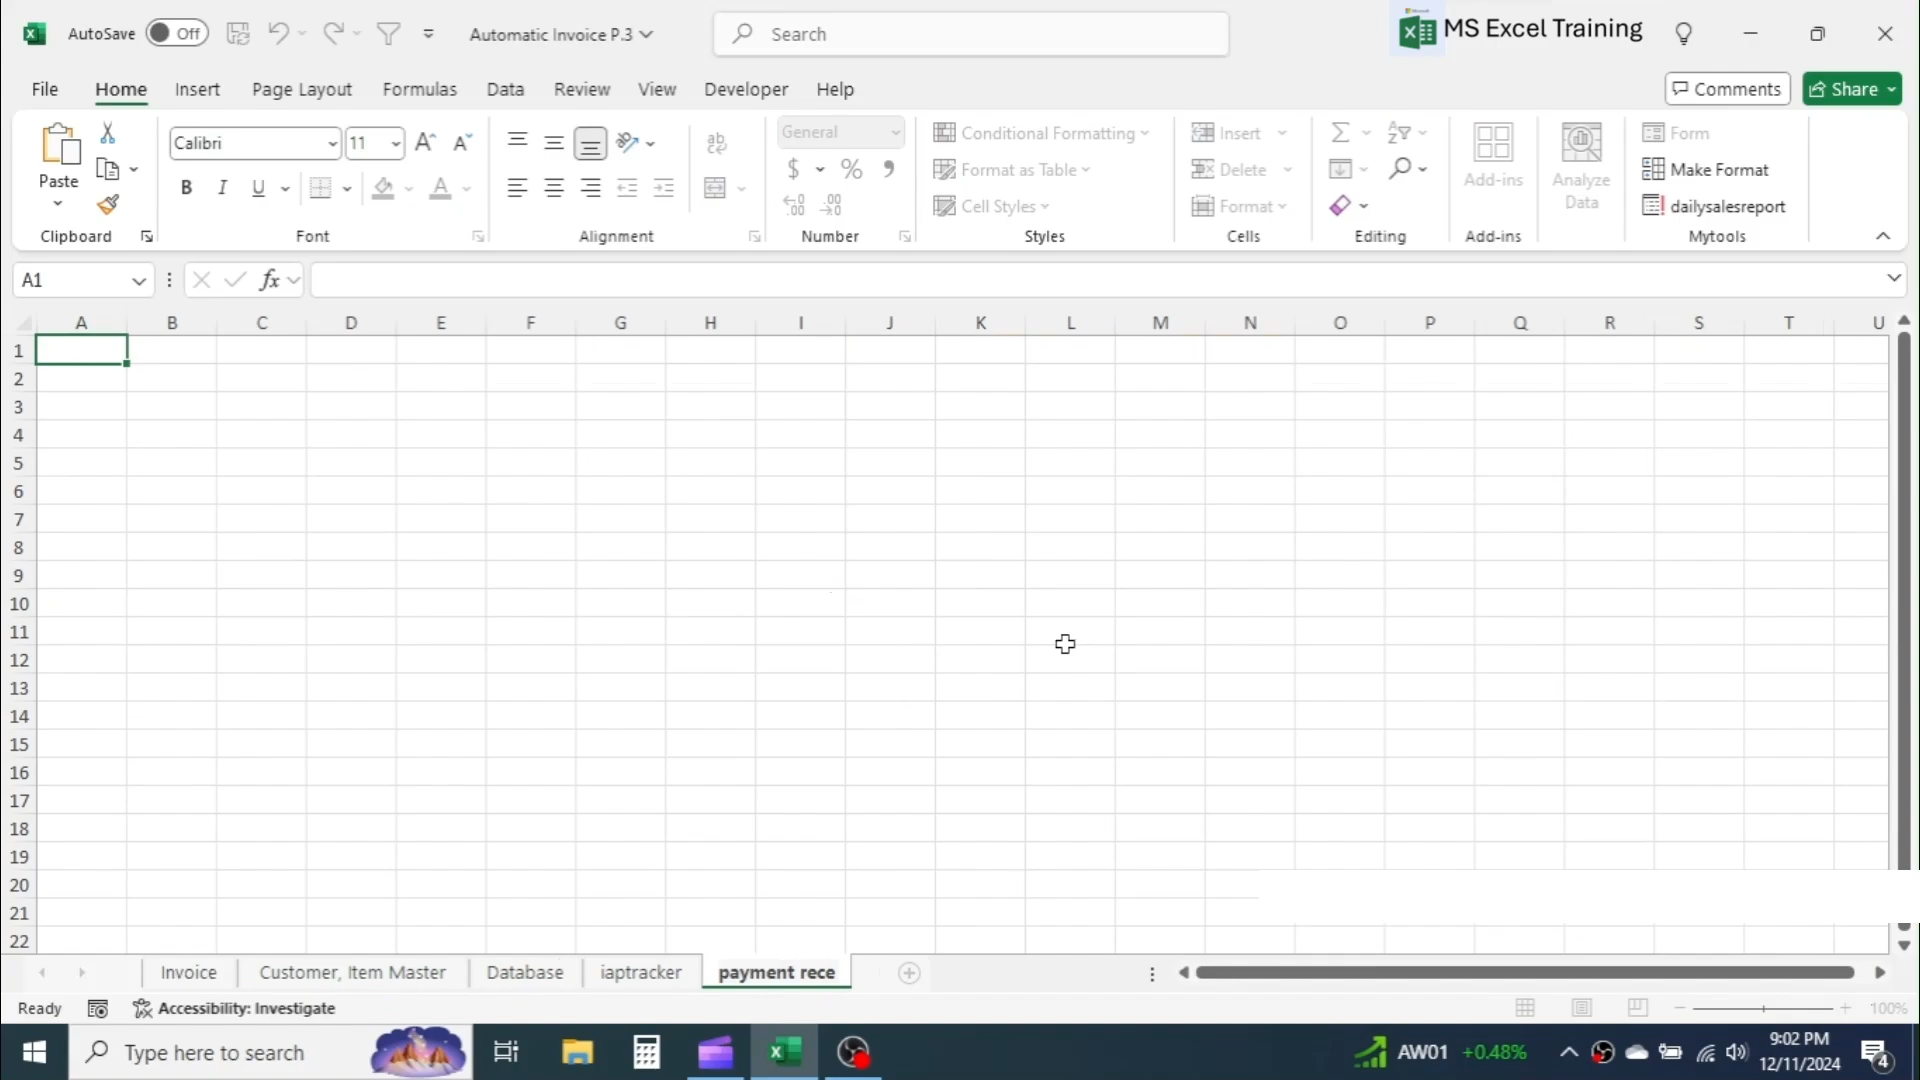 AutoSave Off Automatic Invoice P.3 Search MS Excel Training
File Home Insert Page Layout Formulas Data Review View Developer Help Comments Share
Paste Calibri 11 General Conditional Formatting Insert Form
$ % Format as Table Delete Add-ins Analyze Data Make Format
B I U Cell Styles Format dailysalesreport
Clipboard Font Alignment Number Styles Cells Editing Add-ins Mytools
A1 fx
A B C D E F G H I J K L M N O P Q R S T U
1
2
3
4
5
6
7
8
9
10
11
12
13
14
15
16
17
18
19
20
21
22
Invoice Customer, Item Master Database iaptracker payment rece
Ready Accessibility: Investigate 100%
Type here to search AW01 +0.48% 9:02 PM
12/11/2024 4